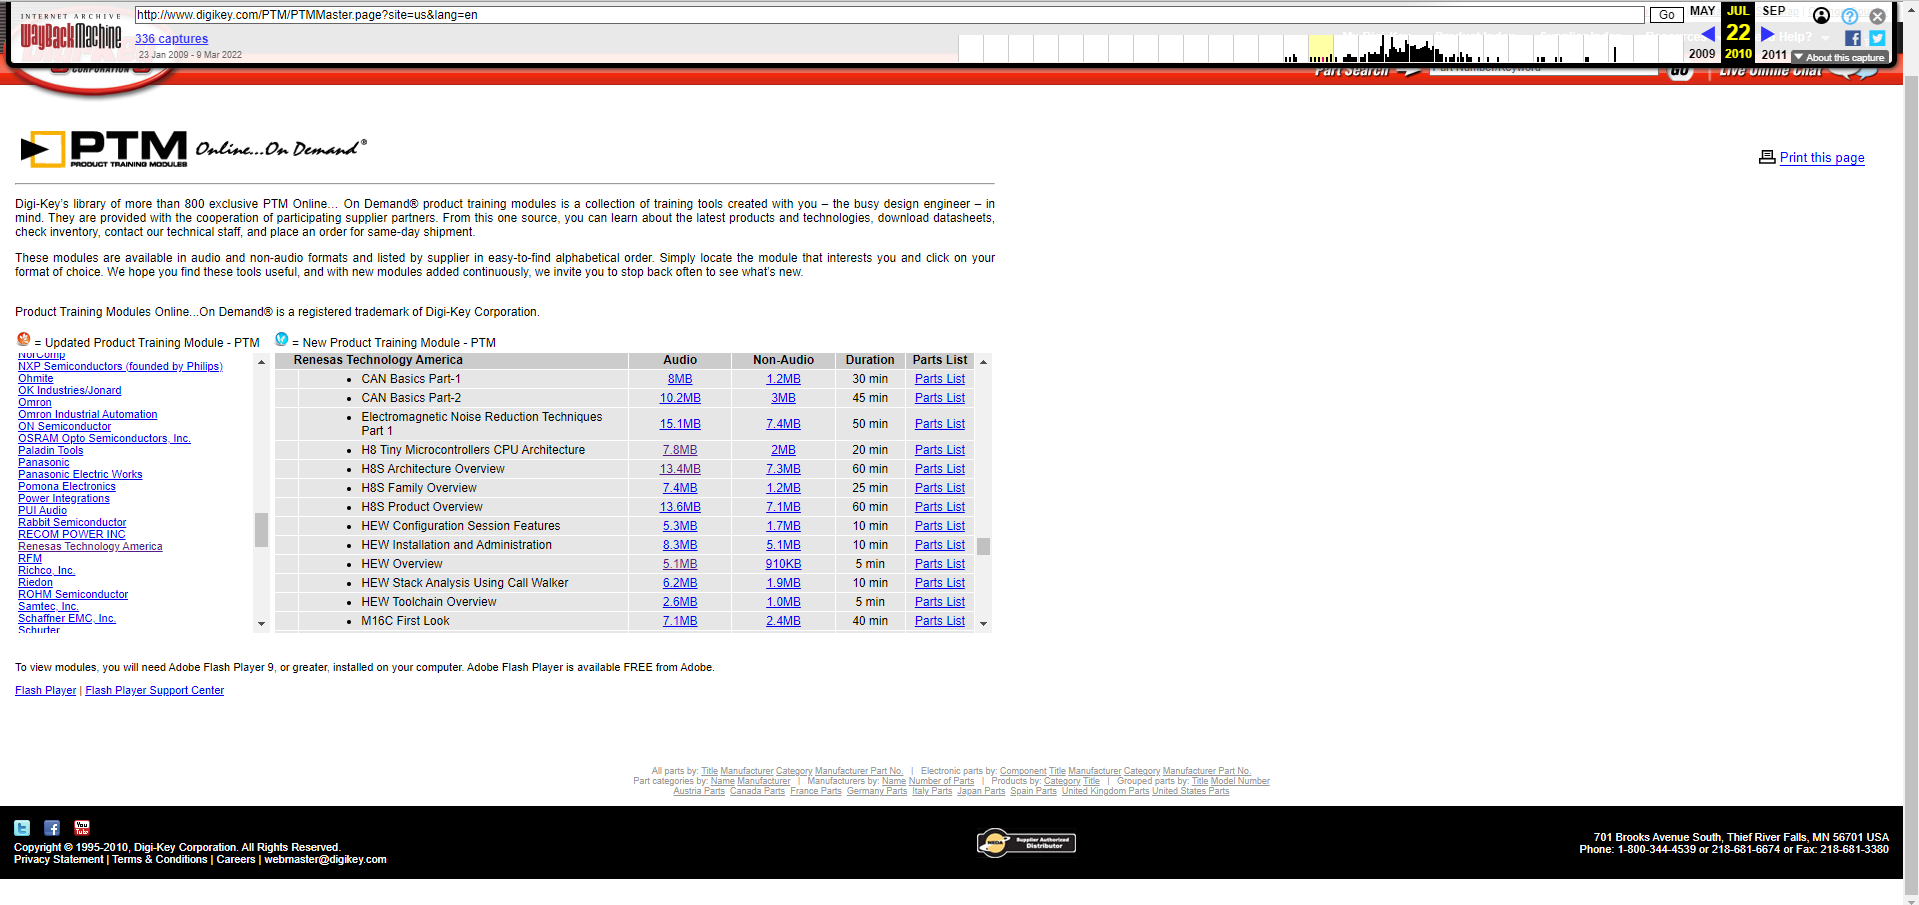 INTERNET ARCHIVE
WayBackMachine
http://www.digikey.com/PTM/PTMMaster.page?site=us&lang=en
Go
336 captures
23 Jan 2009 - 9 Mar 2022
MAY JUL SEP
22
2009 2010 2011
Help?
About this capture
CORPORATION
Part Search
Part Number/Keyword
GO
Live Online Chat
PTM Online...On Demand®
PRODUCT TRAINING MODULES
Print this page
Digi-Key's library of more than 800 exclusive PTM Online... On Demand® product training modules is a collection of training tools created with you – the busy design engineer – in
mind. They are provided with the cooperation of participating supplier partners. From this one source, you can learn about the latest products and technologies, download datasheets,
check inventory, contact our technical staff, and place an order for same-day shipment.
These modules are available in audio and non-audio formats and listed by supplier in easy-to-find alphabetical order. Simply locate the module that interests you and click on your
format of choice. We hope you find these tools useful, and with new modules added continuously, we invite you to stop back often to see what's new.
Product Training Modules Online...On Demand® is a registered trademark of Digi-Key Corporation.
= Updated Product Training Module - PTM = New Product Training Module - PTM
NorComp
NXP Semiconductors (founded by Philips)
Ohmite
OK Industries/Jonard
Omron
Omron Industrial Automation
ON Semiconductor
OSRAM Opto Semiconductors, Inc.
Paladin Tools
Panasonic
Panasonic Electric Works
Pomona Electronics
Power Integrations
PUI Audio
Rabbit Semiconductor
RECOM POWER INC
Renesas Technology America
RFM
Richco, Inc.
Riedon
ROHM Semiconductor
Samtec, Inc.
Schaffner EMC, Inc.
Schurter
Renesas Technology America Audio Non-Audio Duration Parts List
• CAN Basics Part-1 8MB 1.2MB 30 min Parts List
• CAN Basics Part-2 10.2MB 3MB 45 min Parts List
• Electromagnetic Noise Reduction Techniques
Part 1 15.1MB 7.4MB 50 min Parts List
• H8 Tiny Microcontrollers CPU Architecture 7.8MB 2MB 20 min Parts List
• H8S Architecture Overview 13.4MB 7.3MB 60 min Parts List
• H8S Family Overview 7.4MB 1.2MB 25 min Parts List
• H8S Product Overview 13.6MB 7.1MB 60 min Parts List
• HEW Configuration Session Features 5.3MB 1.7MB 10 min Parts List
• HEW Installation and Administration 8.3MB 5.1MB 10 min Parts List
• HEW Overview 5.1MB 910KB 5 min Parts List
• HEW Stack Analysis Using Call Walker 6.2MB 1.9MB 10 min Parts List
• HEW Toolchain Overview 2.6MB 1.0MB 5 min Parts List
• M16C First Look 7.1MB 2.4MB 40 min Parts List
To view modules, you will need Adobe Flash Player 9, or greater, installed on your computer. Adobe Flash Player is available FREE from Adobe.
Flash Player | Flash Player Support Center
All parts by: Title Manufacturer Category Manufacturer Part No. | Electronic parts by: Component Title Manufacturer Category Manufacturer Part No.
Part categories by: Name Manufacturer | Manufacturers by: Name Number of Parts | Products by: Category Title | Grouped parts by: Title Model Number
Austria Parts Canada Parts France Parts Germany Parts Italy Parts Japan Parts Spain Parts United Kingdom Parts United States Parts
You Tube
Copyright © 1995-2010, Digi-Key Corporation. All Rights Reserved.
Privacy Statement | Terms & Conditions | Careers | webmaster@digikey.com
NEDA Supplier Authorized
Distributor
701 Brooks Avenue South, Thief River Falls, MN 56701 USA
Phone: 1-800-344-4539 or 218-681-6674 or Fax: 218-681-3380